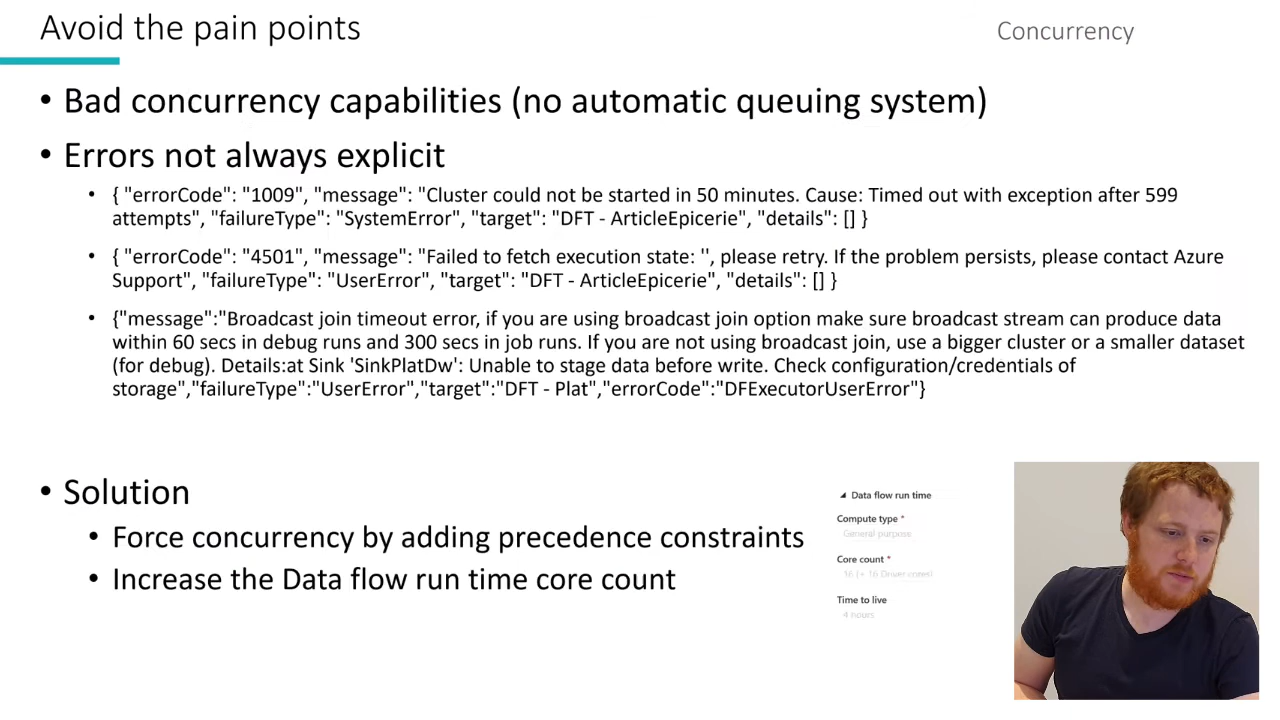 Avoid the pain points
Concurrency
• Bad concurrency capabilities (no automatic queuing system)
• Errors not always explicit
• { "errorCode": "1009", "message": "Cluster could not be started in 50 minutes. Cause: Timed out with exception after 599
attempts", "failureType": "SystemError", "target": "DFT - ArticleEpicerie", "details": [] }
• { "errorCode": "4501", "message": "Failed to fetch execution state: '', please retry. If the problem persists, please contact Azure
Support", "failureType": "UserError", "target": "DFT - ArticleEpicerie", "details": [] }
• {"message":"Broadcast join timeout error, if you are using broadcast join option make sure broadcast stream can produce data
within 60 secs in debug runs and 300 secs in job runs. If you are not using broadcast join, use a bigger cluster or a smaller dataset
(for debug). Details:at Sink 'SinkPlatDw': Unable to stage data before write. Check configuration/credentials of
storage","failureType":"UserError","target":"DFT - Plat","errorCode":"DFExecutorUserError"}
• Solution
• Force concurrency by adding precedence constraints
• Increase the Data flow run time core count
Data flow run time
Compute type *
General purpose
Core count *
16 (+ 16 Driver cores)
Time to live
4 hours